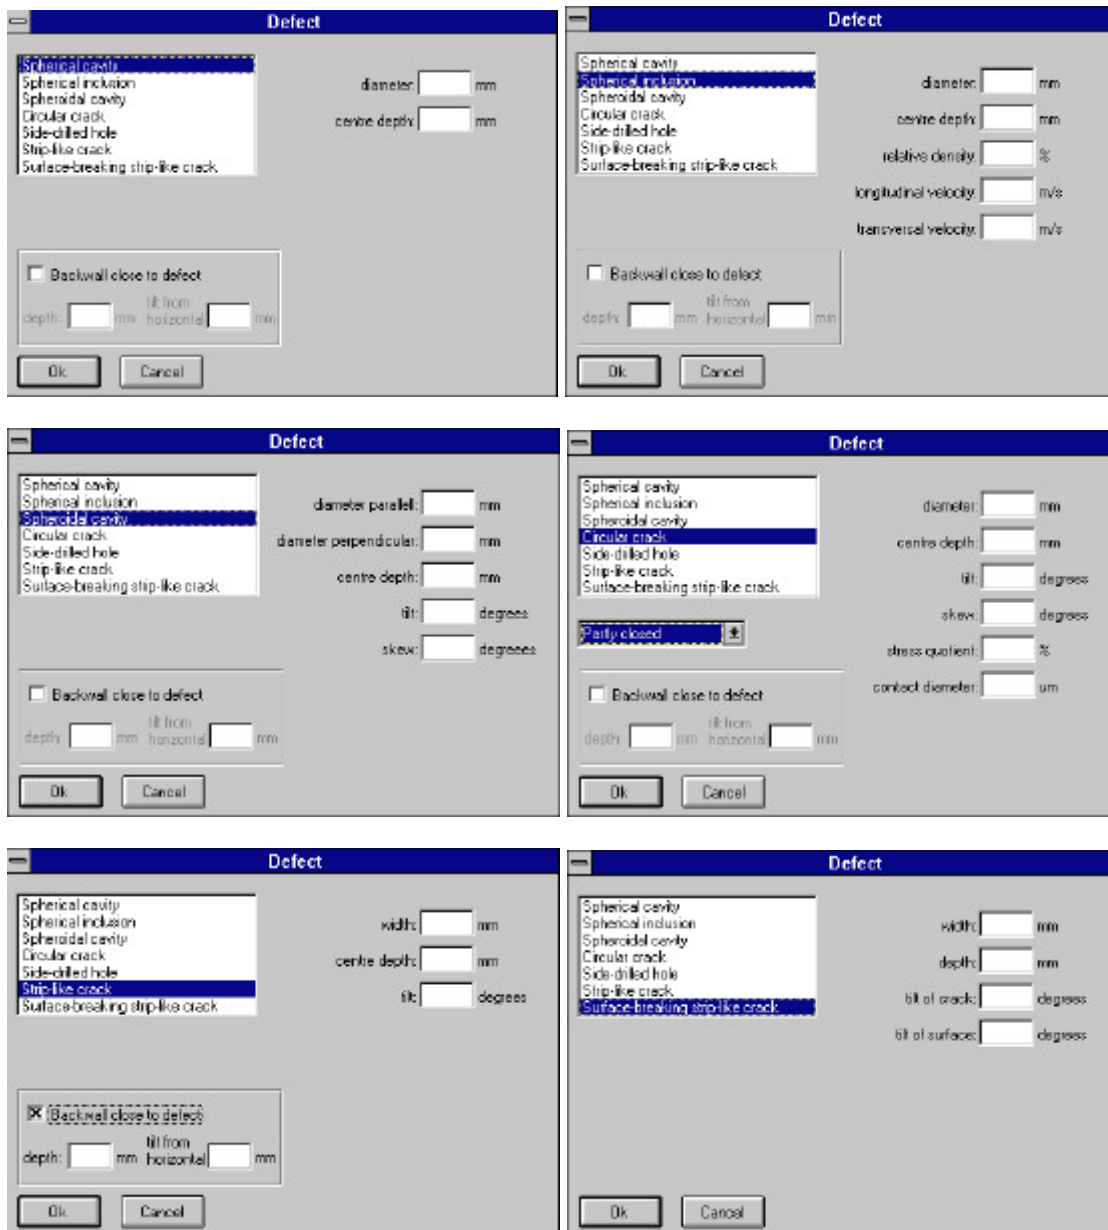 Defect
Spherical cavity
Spherical inclusion
Spheroidal cavity
Circular crack
Side-drilled hole
Strip-like crack
Surface-breaking strip-like crack
diameter: mm
centre depth: mm
Backwall close to defect
depth: mm tilt from horizontal mm
Ok Cancel
Defect
Spherical cavity
Spherical inclusion
Spheroidal cavity
Circular crack
Side-drilled hole
Strip-like crack
Surface-breaking strip-like crack
diameter: mm
centre depth: mm
relative density: %
longitudinal velocity: m/s
transversal velocity: m/s
Backwall close to defect
depth: mm tilt from horizontal mm
Ok Cancel
Defect
Spherical cavity
Spherical inclusion
Spheroidal cavity
Circular crack
Side-drilled hole
Strip-like crack
Surface-breaking strip-like crack
diameter parallell: mm
diameter perpendicular: mm
centre depth: mm
tilt: degrees
skew: degreees
Backwall close to defect
depth: mm tilt from horizontal mm
Ok Cancel
Defect
Spherical cavity
Spherical inclusion
Spheroidal cavity
Circular crack
Side-drilled hole
Strip-like crack
Surface-breaking strip-like crack
Partly closed
diameter: mm
centre depth: mm
tilt: degrees
skew: degrees
stress quotient: %
contact diameter: um
Backwall close to defect
depth: mm tilt from horizontal mm
Ok Cancel
Defect
Spherical cavity
Spherical inclusion
Spheroidal cavity
Circular crack
Side-drilled hole
Strip-like crack
Surface-breaking strip-like crack
width: mm
centre depth: mm
tilt: degrees
Backwall close to defect
depth: mm tilt from horizontal mm
Ok Cancel
Defect
Spherical cavity
Spherical inclusion
Spheroidal cavity
Circular crack
Side-drilled hole
Strip-like crack
Surface-breaking strip-like crack
width: mm
depth: mm
tilt of crack: degrees
tilt of surface: degrees
Ok Cancel